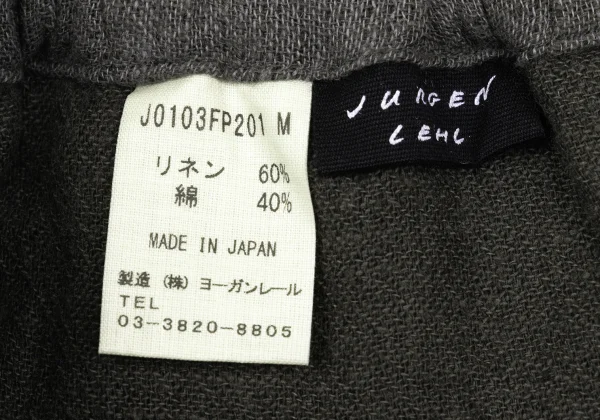 J0103FP201 M
リネン 60%
綿 40%
MADE IN JAPAN
製造 (株) ヨーガンレール
TEL
03-3820-8805
JURGEN
LEHL